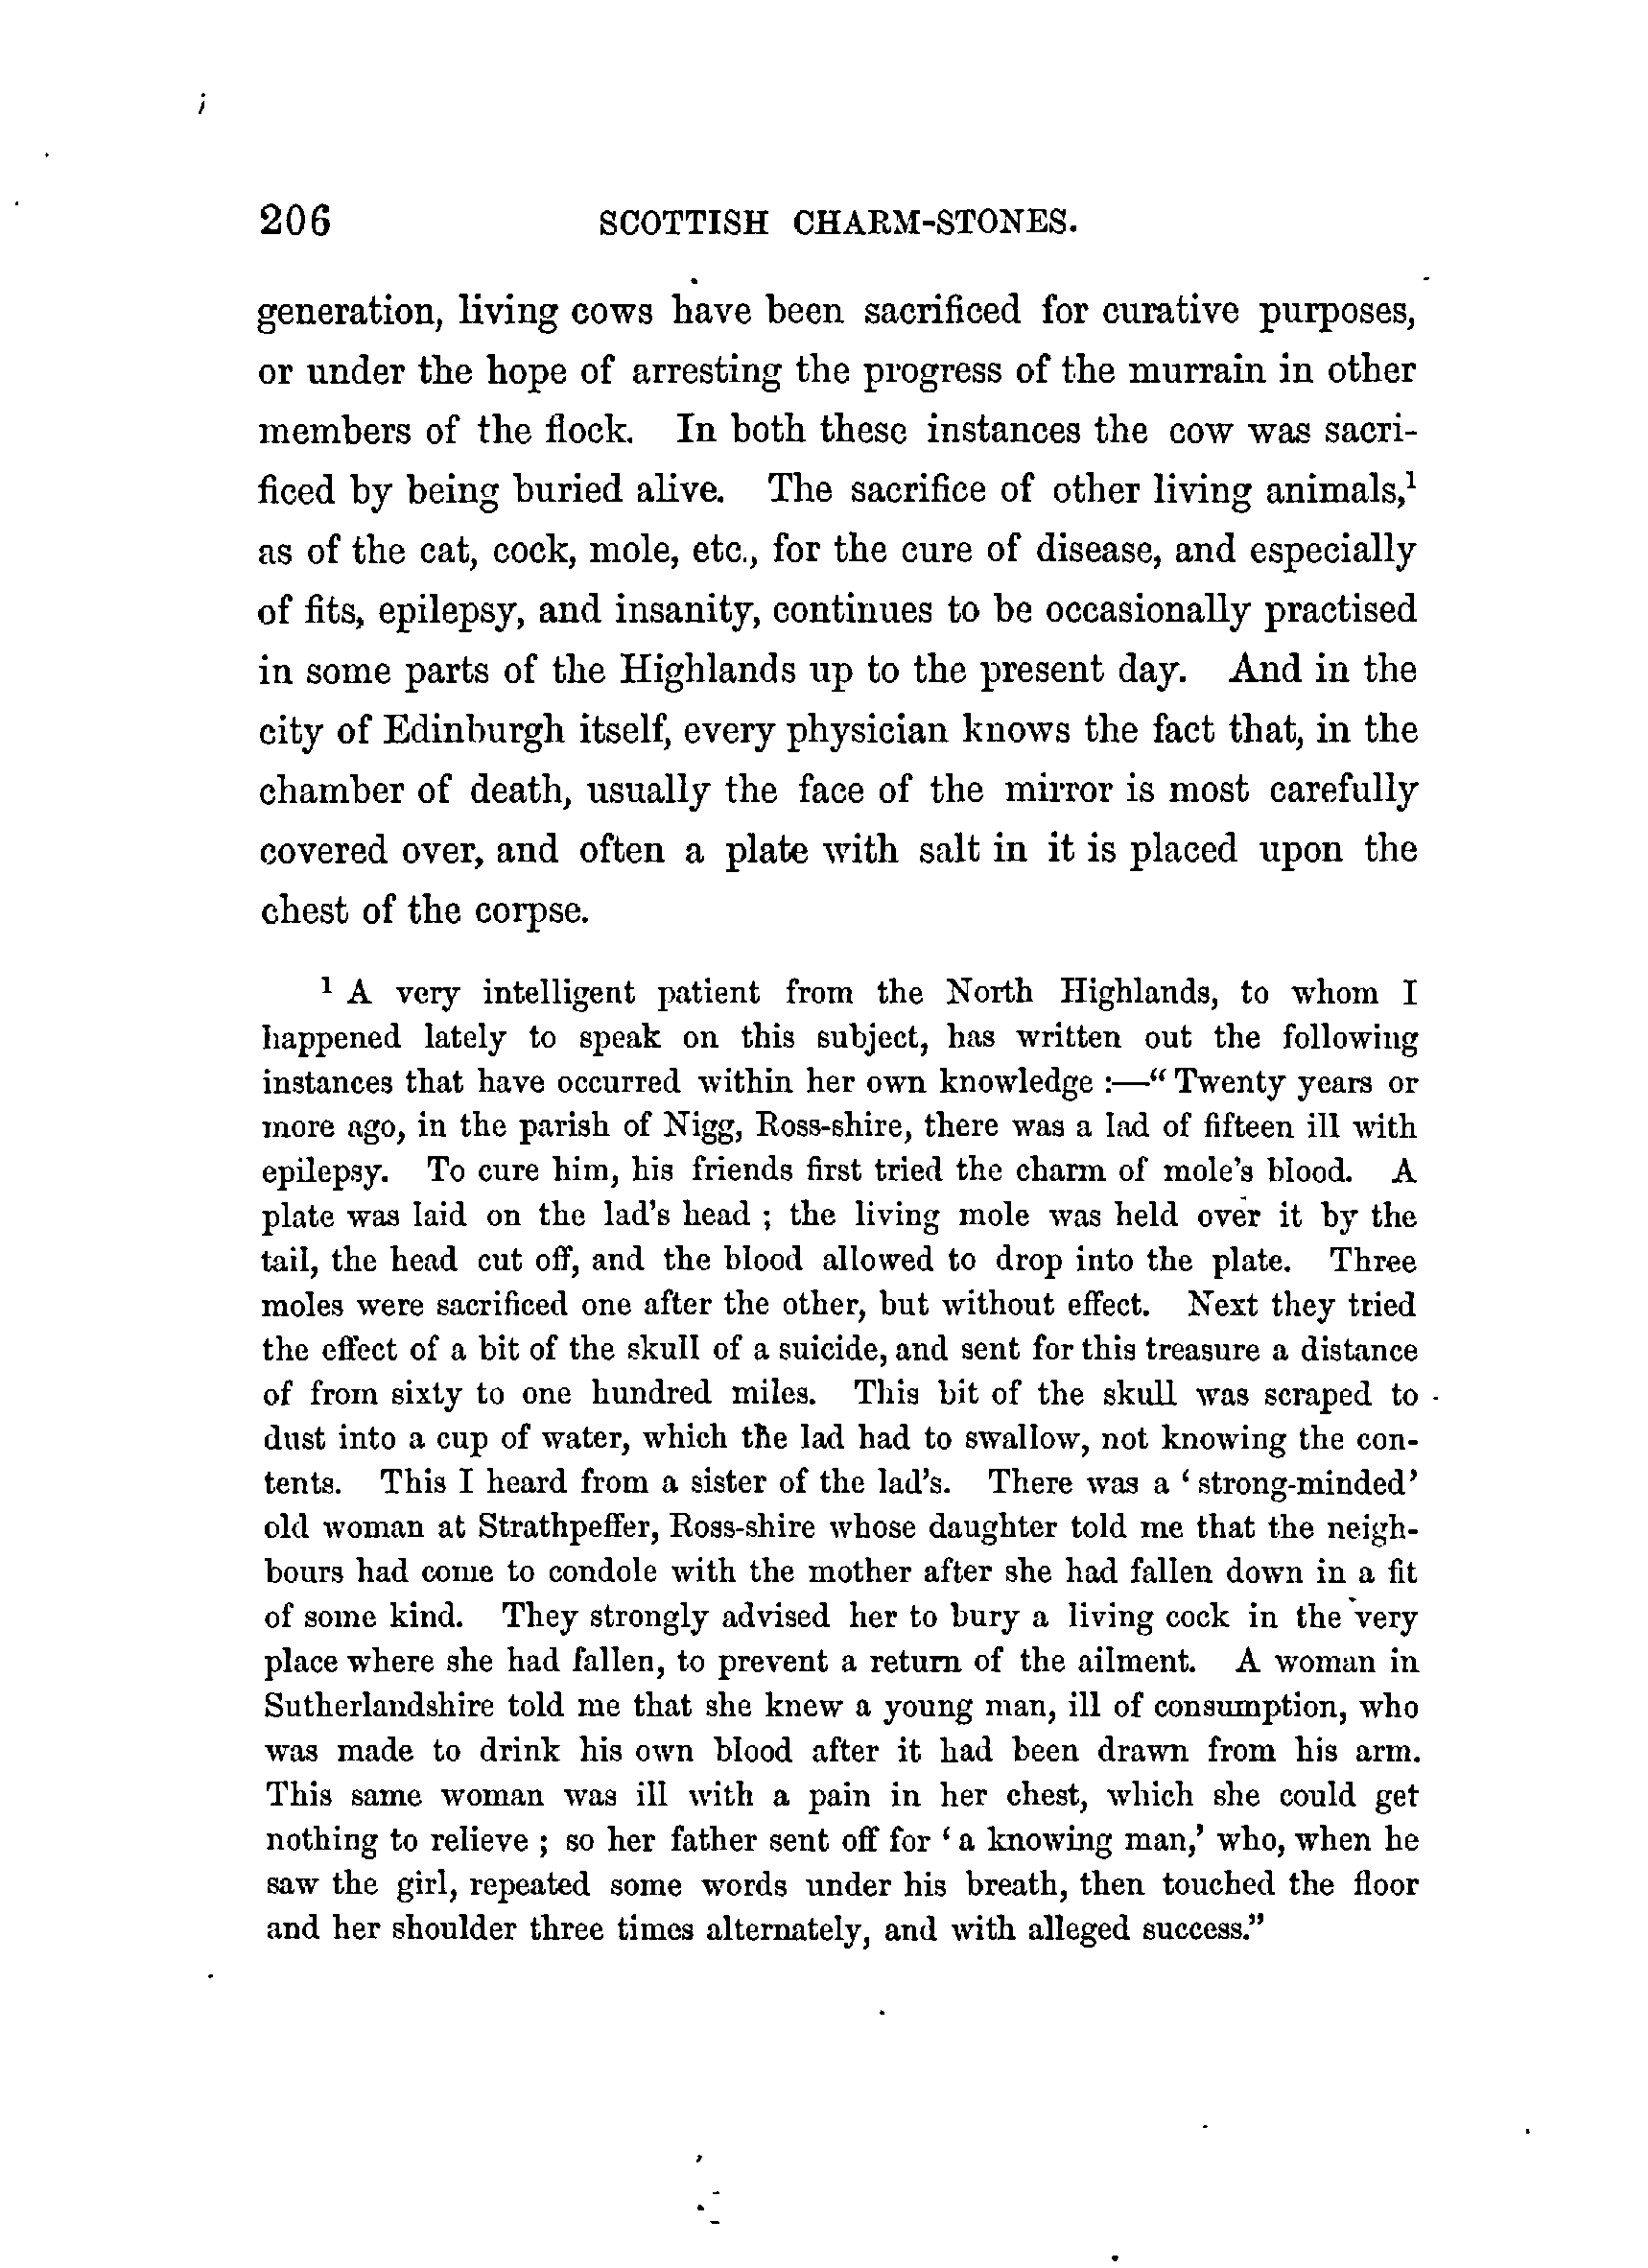 206 SCOTTISH CHARM-STONES.
generation, living cows have been sacrificed for curative purposes,
or under the hope of arresting the progress of the murrain in other
members of the flock. In both these instances the cow was sacri-
ficed by being buried alive. The sacrifice of other living animals,¹
as of the cat, cock, mole, etc., for the cure of disease, and especially
of fits, epilepsy, and insanity, continues to be occasionally practised
in some parts of the Highlands up to the present day. And in the
city of Edinburgh itself, every physician knows the fact that, in the
chamber of death, usually the face of the mirror is most carefully
covered over, and often a plate with salt in it is placed upon the
chest of the corpse.
¹ A very intelligent patient from the North Highlands, to whom I
happened lately to speak on this subject, has written out the following
instances that have occurred within her own knowledge :—“ Twenty years or
more ago, in the parish of Nigg, Ross-shire, there was a lad of fifteen ill with
epilepsy. To cure him, his friends first tried the charm of mole's blood. A
plate was laid on the lad's head ; the living mole was held over it by the
tail, the head cut off, and the blood allowed to drop into the plate. Three
moles were sacrificed one after the other, but without effect. Next they tried
the effect of a bit of the skull of a suicide, and sent for this treasure a distance
of from sixty to one hundred miles. This bit of the skull was scraped to
dust into a cup of water, which the lad had to swallow, not knowing the con-
tents. This I heard from a sister of the lad's. There was a ‘ strong-minded’
old woman at Strathpeffer, Ross-shire whose daughter told me that the neigh-
bours had come to condole with the mother after she had fallen down in a fit
of some kind. They strongly advised her to bury a living cock in the very
place where she had fallen, to prevent a return of the ailment. A woman in
Sutherlandshire told me that she knew a young man, ill of consumption, who
was made to drink his own blood after it had been drawn from his arm.
This same woman was ill with a pain in her chest, which she could get
nothing to relieve ; so her father sent off for ‘ a knowing man,’ who, when he
saw the girl, repeated some words under his breath, then touched the floor
and her shoulder three times alternately, and with alleged success.”